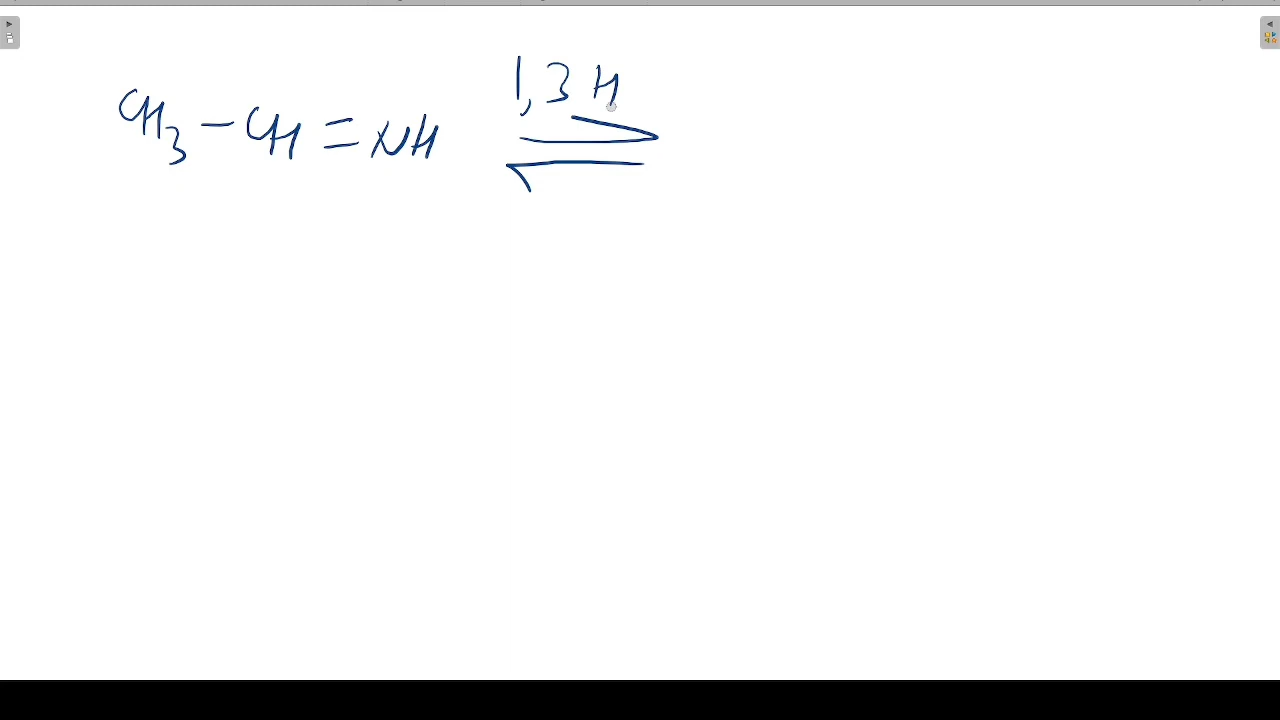 1,3 H
CH3 – CH = NH ⇌